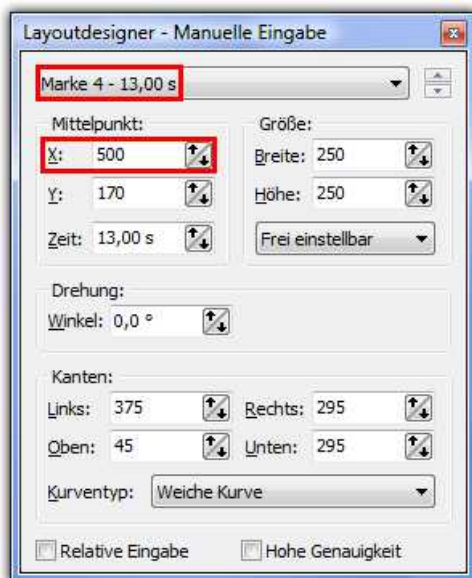 Layoutdesigner - Manuelle Eingabe
Marke 4 - 13,00 s
Mittelpunkt: Größe:
X: 500 Breite: 250
Y: 170 Höhe: 250
Zeit: 13,00 s Frei einstellbar
Drehung:
Winkel: 0,0 °
Kanten:
Links: 375 Rechts: 295
Oben: 45 Unten: 295
Kurventyp: Weiche Kurve
Relative Eingabe Hohe Genauigkeit